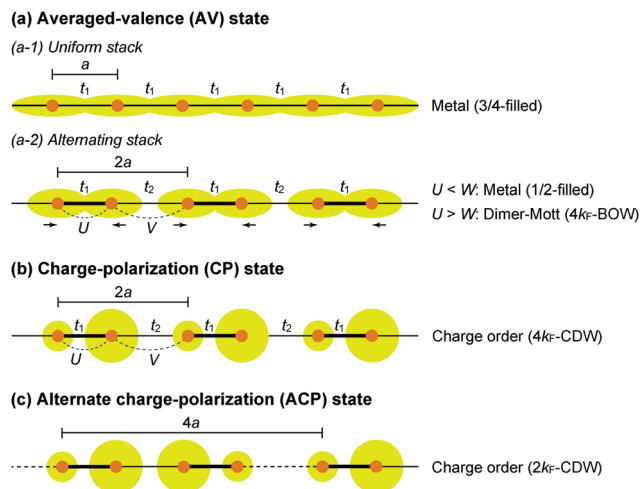 (a) Averaged-valence (AV) state
(a-1) Uniform stack
a
t1 t1 t1 t1 t1
Metal (3/4-filled)
(a-2) Alternating stack
2a
t1 t2 t1 t2 t1
U < W: Metal (1/2-filled)
U > W: Dimer-Mott (4kF-BOW)
U V
(b) Charge-polarization (CP) state
2a
t1 t2 t1 t2 t1
Charge order (4kF-CDW)
U V
(c) Alternate charge-polarization (ACP) state
4a
Charge order (2kF-CDW)